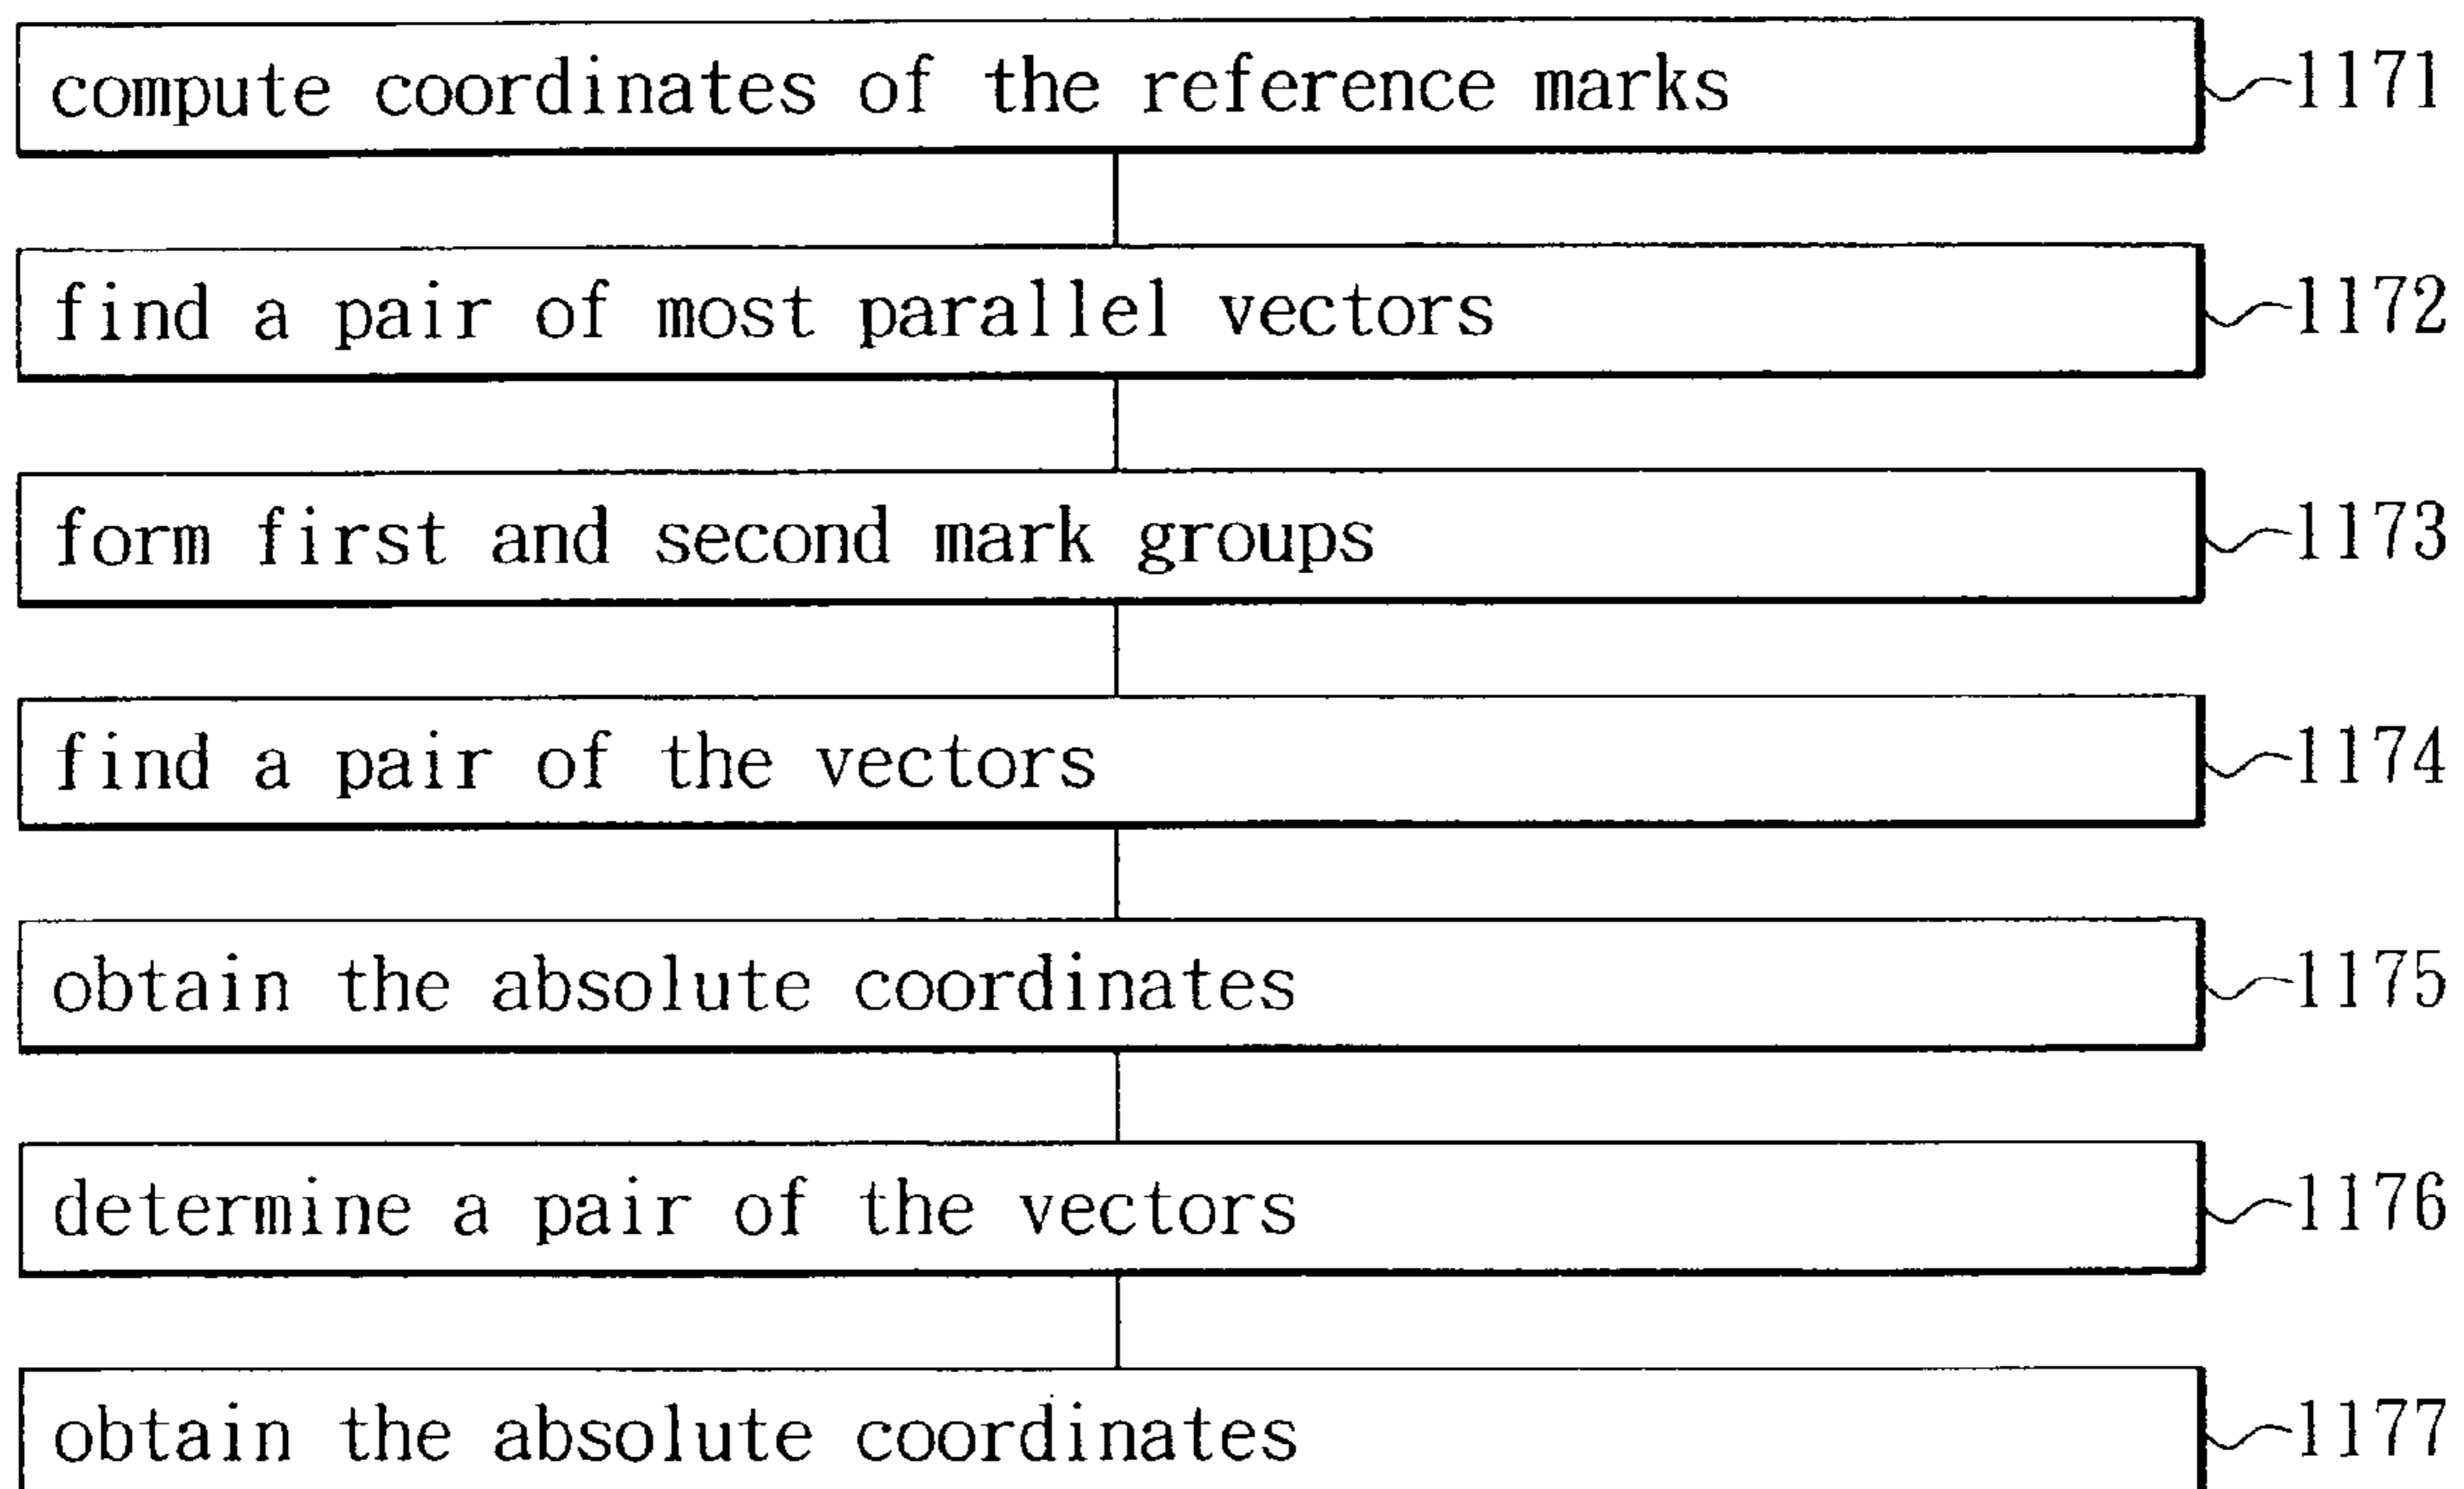 compute coordinates of the reference marks 1171
find a pair of most parallel vectors 1172
form first and second mark groups 1173
find a pair of the vectors 1174
obtain the absolute coordinates 1175
determine a pair of the vectors 1176
obtain the absolute coordinates 1177